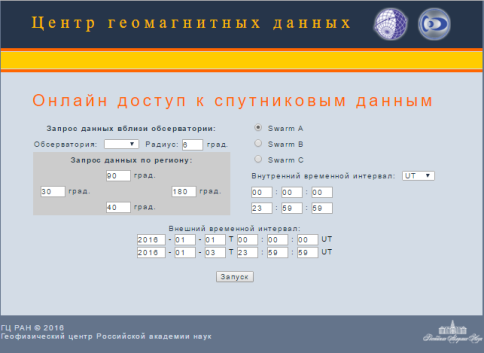 Центр геомагнитных данных
Онлайн доступ к спутниковым данным
Запрос данных вблизи обсерватории:
Обсерватория: Радиус: 6 град.
Запрос данных по региону:
90 град.
30 град. 180 град.
40 град.
Swarm A
Swarm B
Swarm C
Внутренний временной интервал: UT
00 : 00 : 00
23 : 59 : 59
Внешний временной интервал:
2016 - 01 - 01 T 00 : 00 : 00 UT
2016 - 01 - 03 T 23 : 59 : 59 UT
Запуск
ГЦ РАН © 2016
Геофизический центр Российской академии наук
Российская Академия Наук